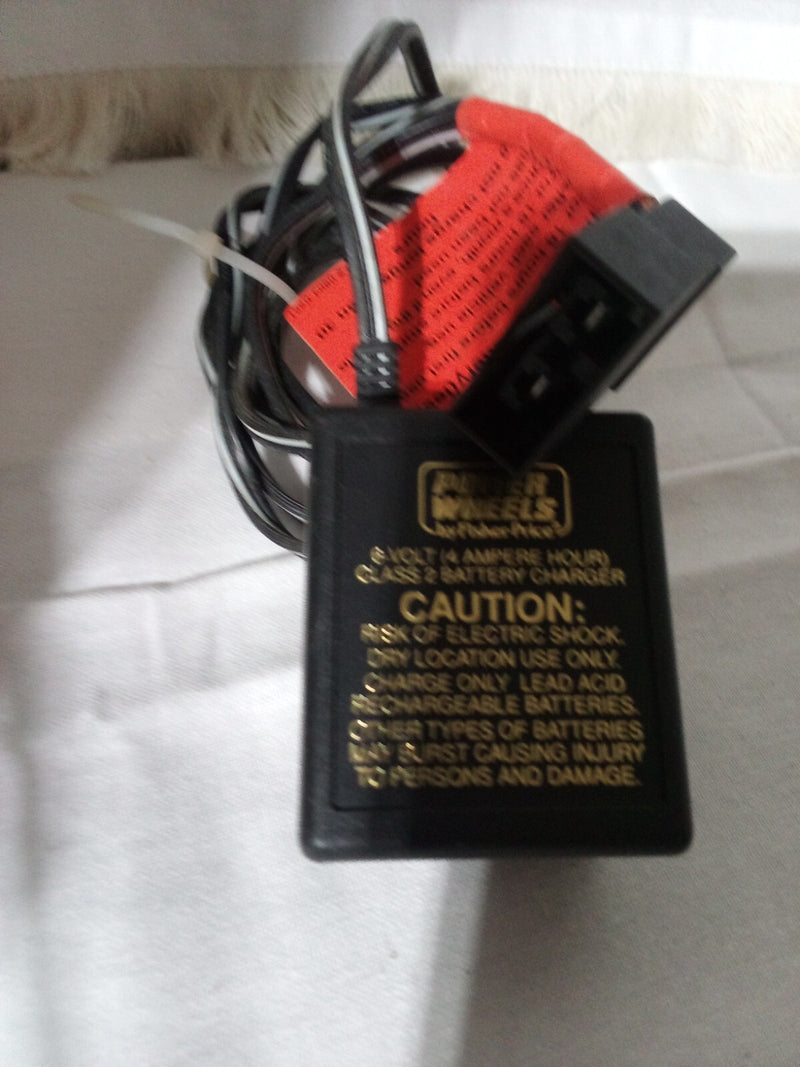 POWER
WHEELS
by Fisher-Price®
6-VOLT (4 AMPERE HOUR)
CLASS 2 BATTERY CHARGER
CAUTION:
RISK OF ELECTRIC SHOCK.
DRY LOCATION USE ONLY.
CHARGE ONLY LEAD ACID
RECHARGEABLE BATTERIES.
OTHER TYPES OF BATTERIES
MAY BURST CAUSING INJURY
TO PERSONS AND DAMAGE.